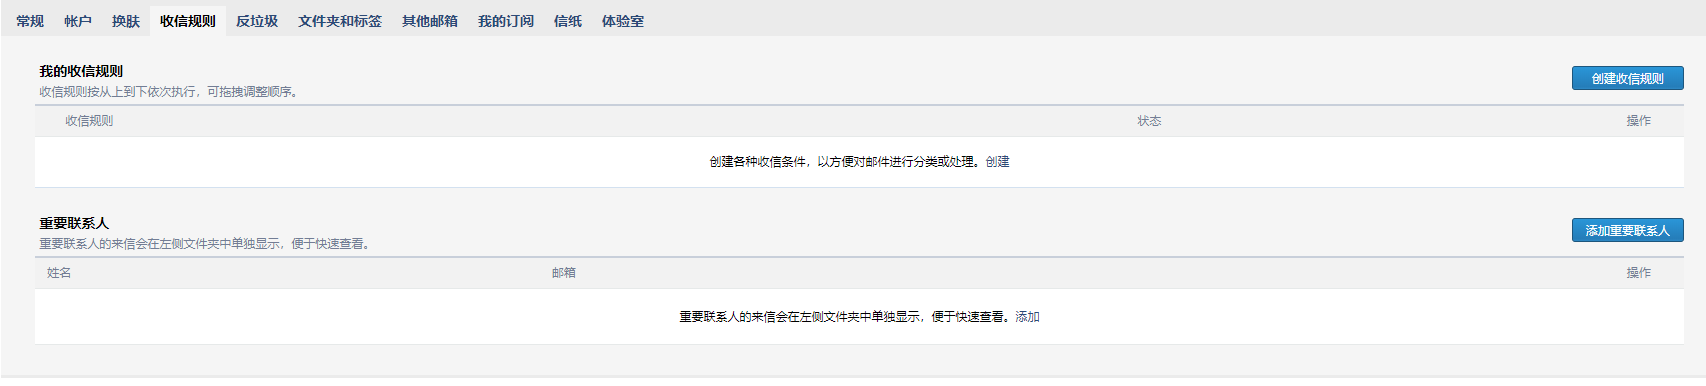 常规 帐户 换肤 收信规则 反垃圾 文件夹和标签 其他邮箱 我的订阅 信纸 体验室
我的收信规则
创建收信规则
收信规则按从上到下依次执行，可拖拽调整顺序。
收信规则 状态 操作
创建各种收信条件，以方便对邮件进行分类或处理。创建
重要联系人
添加重要联系人
重要联系人的来信会在左侧文件夹中单独显示，便于快速查看。
姓名 邮箱 操作
重要联系人的来信会在左侧文件夹中单独显示，便于快速查看。添加